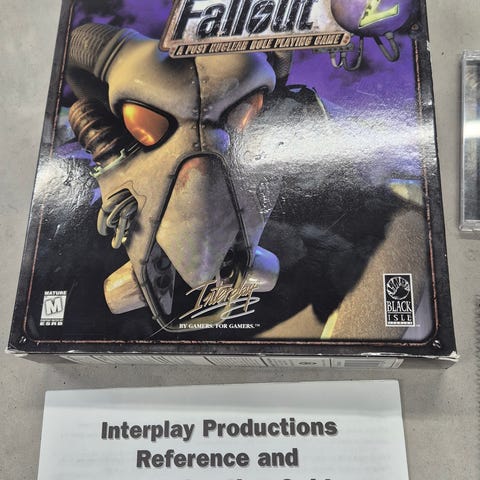 Fallout 2
A POST NUCLEAR ROLE PLAYING GAME
MATURE
M
ESRB
Interplay
BY GAMERS. FOR GAMERS.™
BLACK
ISLE
Interplay Productions
Reference and